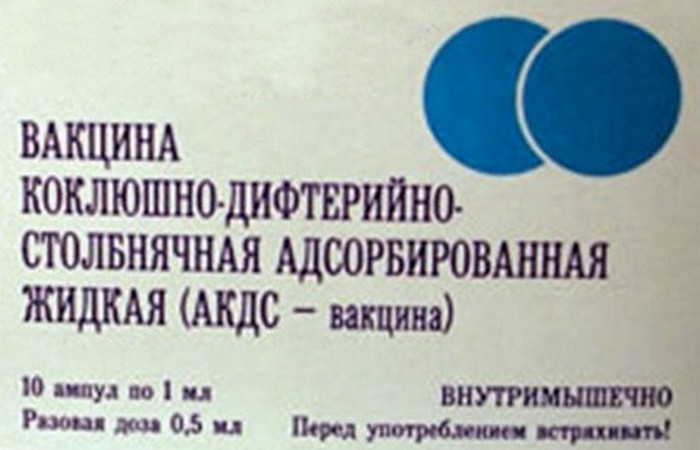 ВАКЦИНА
КОКЛЮШНО-ДИФТЕРИЙНО-
СТОЛБНЯЧНАЯ АДСОРБИРОВАННАЯ
ЖИДКАЯ (АКДС – вакцина)
10 ампул по 1 мл
ВНУТРИМЫШЕЧНО
Разовая доза 0,5 мл
Перед употреблением встряхивать!